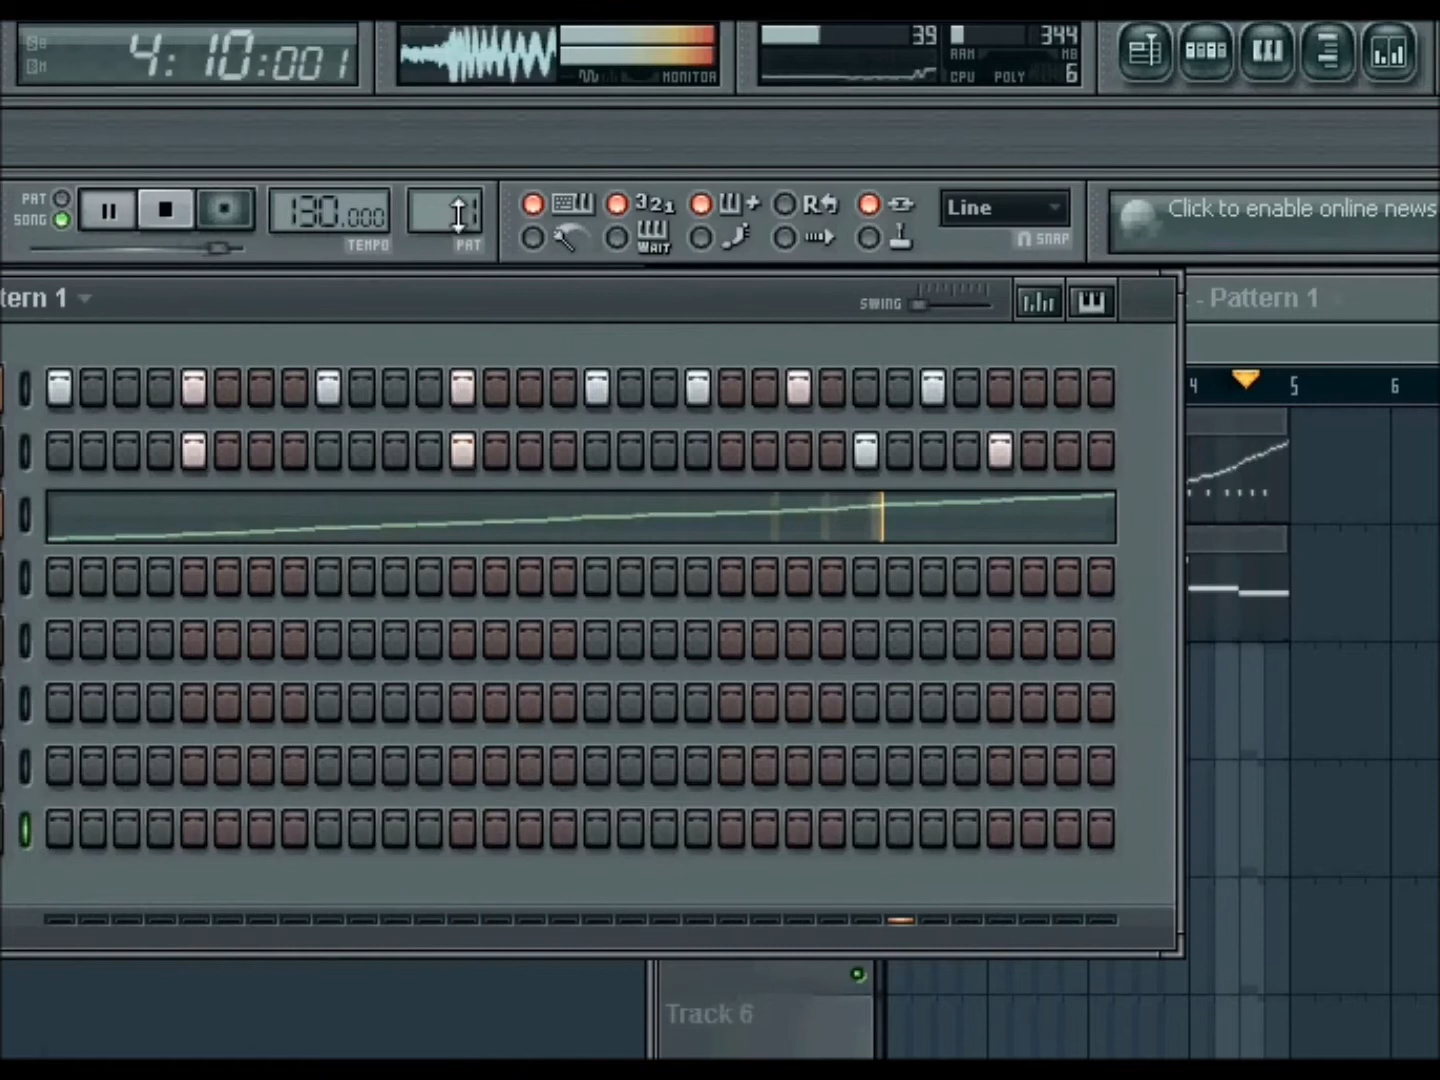 4:10:001
MONITOR
39
344
RAM
MB
CPU
POLY
6
PAT
SONG
130.000
TEMPO
1
PAT
321
WAIT
R
Line
SNAP
Click to enable online news
tern 1
SWING
- Pattern 1
4
5
6
Track 6